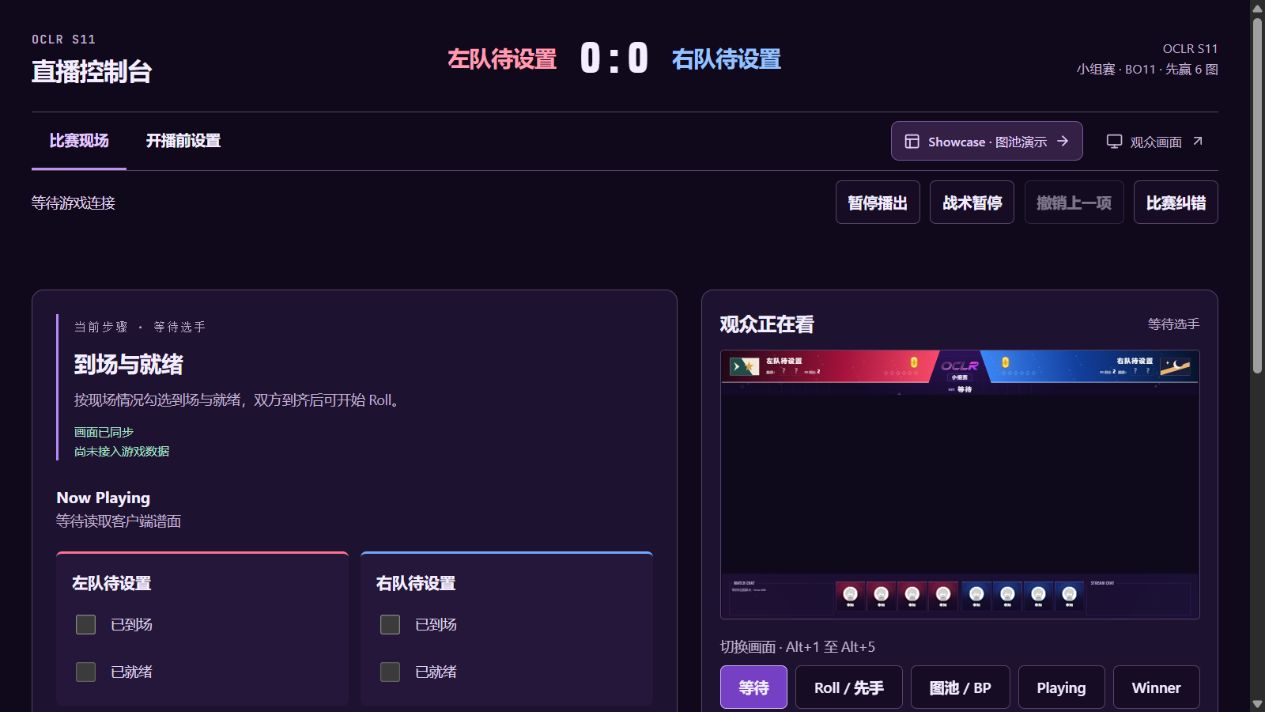 OCLR S11
直播控制台
左队待设置 0:0 右队待设置
OCLR S11
小组赛 · BO11 · 先赢 6 图
比赛现场 开播前设置
Showcase · 图池演示 →
观众画面
等待游戏连接
暂停播出 战术暂停 撤销上一项 比赛纠错
当前步骤 · 等待选手
到场与就绪
按现场情况勾选到场与就绪，双方到齐后可开始 Roll。
画面已同步
尚未接入游戏数据
Now Playing
等待读取客户端谱面
左队待设置
已到场
已就绪
右队待设置
已到场
已就绪
观众正在看
等待选手
左队待设置 0 OCLR 0 右队待设置
小组赛
等待
切换画面 · Alt+1 至 Alt+5
等待 Roll / 先手 图池 / BP Playing Winner